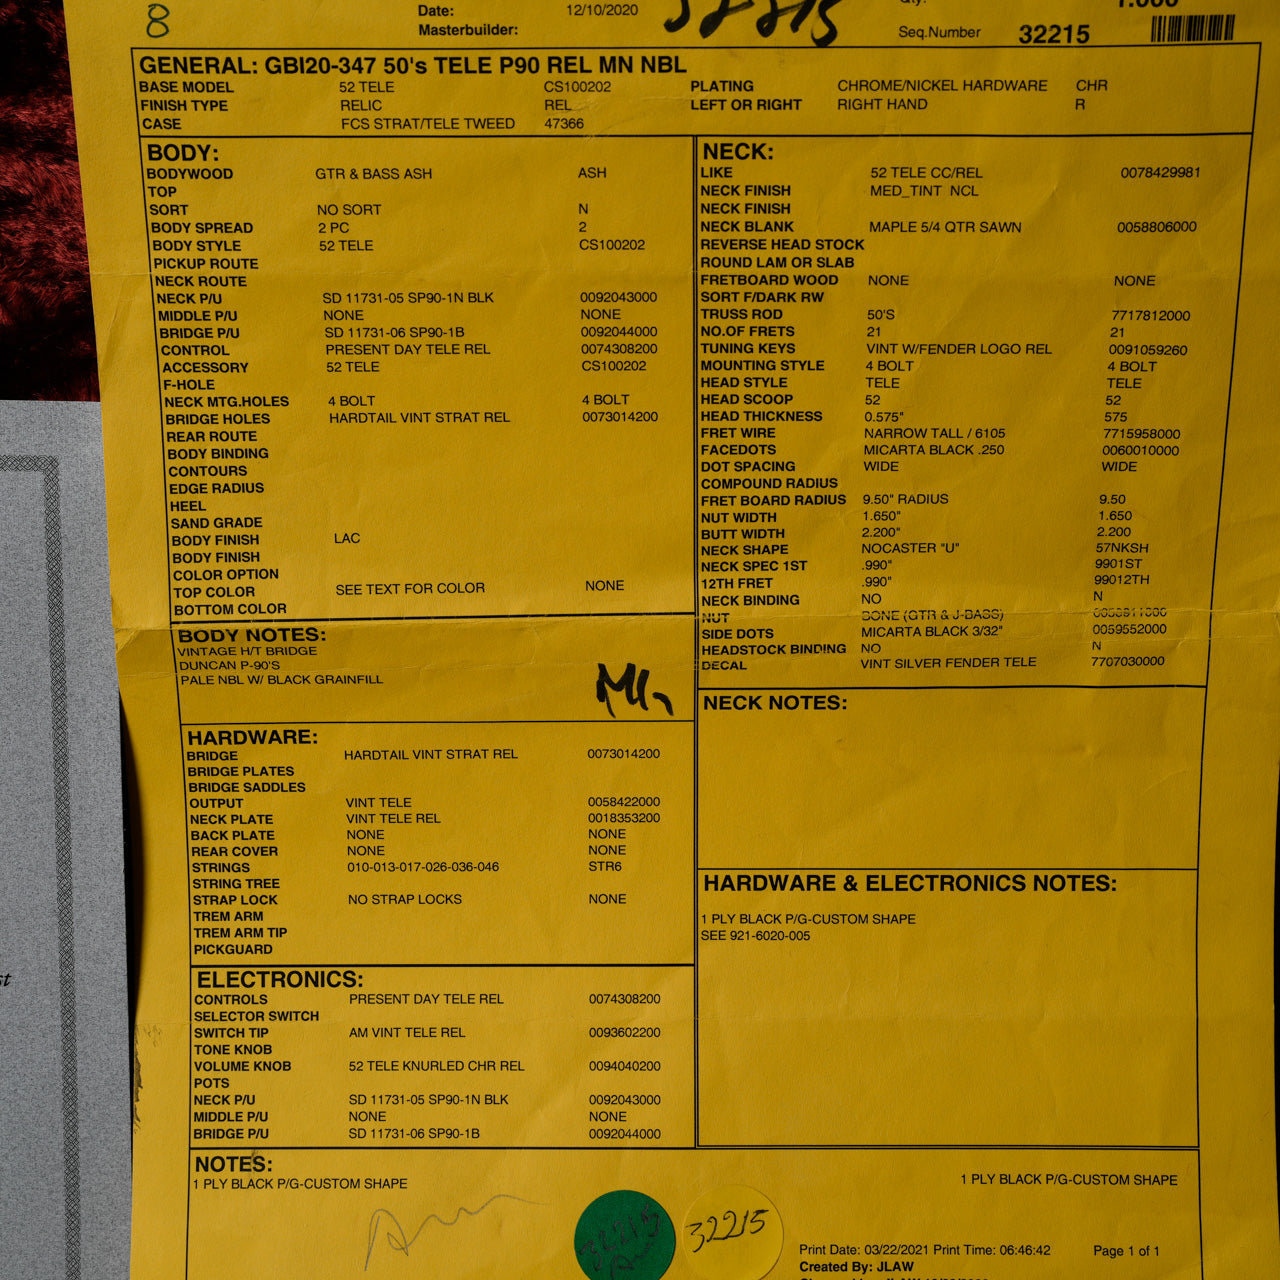 8
Date: 12/10/2020
Masterbuilder:
32215
Seq.Number 32215
GENERAL: GBI20-347 50's TELE P90 REL MN NBL
BASE MODEL 52 TELE CS100202 PLATING CHROME/NICKEL HARDWARE CHR
FINISH TYPE RELIC REL LEFT OR RIGHT RIGHT HAND R
CASE FCS STRAT/TELE TWEED 47366
BODY:
BODYWOOD GTR & BASS ASH ASH
TOP
SORT NO SORT N
BODY SPREAD 2 PC 2
BODY STYLE 52 TELE CS100202
PICKUP ROUTE
NECK ROUTE
NECK P/U SD 11731-05 SP90-1N BLK 0092043000
MIDDLE P/U NONE NONE
BRIDGE P/U SD 11731-06 SP90-1B 0092044000
CONTROL PRESENT DAY TELE REL 0074308200
ACCESSORY 52 TELE CS100202
F-HOLE
NECK MTG.HOLES 4 BOLT 4 BOLT
BRIDGE HOLES HARDTAIL VINT STRAT REL 0073014200
REAR ROUTE
BODY BINDING
CONTOURS
EDGE RADIUS
HEEL
SAND GRADE
BODY FINISH LAC
BODY FINISH
COLOR OPTION
TOP COLOR SEE TEXT FOR COLOR NONE
BOTTOM COLOR
BODY NOTES:
VINTAGE H/T BRIDGE
DUNCAN P-90'S
PALE NBL W/ BLACK GRAINFILL
HARDWARE:
BRIDGE HARDTAIL VINT STRAT REL 0073014200
BRIDGE PLATES
BRIDGE SADDLES
OUTPUT VINT TELE 0058422000
NECK PLATE VINT TELE REL 0018353200
BACK PLATE NONE NONE
REAR COVER NONE NONE
STRINGS 010-013-017-026-036-046 STR6
STRING TREE
STRAP LOCK NO STRAP LOCKS NONE
TREM ARM
TREM ARM TIP
PICKGUARD
ELECTRONICS:
CONTROLS PRESENT DAY TELE REL 0074308200
SELECTOR SWITCH
SWITCH TIP AM VINT TELE REL 0093602200
TONE KNOB
VOLUME KNOB 52 TELE KNURLED CHR REL 0094040200
POTS
NECK P/U SD 11731-05 SP90-1N BLK 0092043000
MIDDLE P/U NONE NONE
BRIDGE P/U SD 11731-06 SP90-1B 0092044000
NECK:
LIKE 52 TELE CC/REL 0078429981
NECK FINISH MED_TINT NCL
NECK FINISH
NECK BLANK MAPLE 5/4 QTR SAWN 0058806000
REVERSE HEAD STOCK
ROUND LAM OR SLAB
FRETBOARD WOOD NONE NONE
SORT F/DARK RW
TRUSS ROD 50'S 7717812000
NO.OF FRETS 21 21
TUNING KEYS VINT W/FENDER LOGO REL 0091059260
MOUNTING STYLE 4 BOLT 4 BOLT
HEAD STYLE TELE TELE
HEAD SCOOP 52 52
HEAD THICKNESS 0.575" 575
FRET WIRE NARROW TALL / 6105 7715958000
FACEDOTS MICARTA BLACK .250 0060010000
DOT SPACING WIDE WIDE
COMPOUND RADIUS
FRET BOARD RADIUS 9.50" RADIUS 9.50
NUT WIDTH 1.650" 1.650
BUTT WIDTH 2.200" 2.200
NECK SHAPE NOCASTER "U" 57NKSH
NECK SPEC 1ST .990" 9901ST
12TH FRET .990" 99012TH
NECK BINDING NO N
NUT BONE (GTR & J-BASS)
SIDE DOTS MICARTA BLACK 3/32" 0059552000
HEADSTOCK BINDING NO N
DECAL VINT SILVER FENDER TELE 7707030000
NECK NOTES:
HARDWARE & ELECTRONICS NOTES:
1 PLY BLACK P/G-CUSTOM SHAPE
SEE 921-6020-005
NOTES:
1 PLY BLACK P/G-CUSTOM SHAPE 1 PLY BLACK P/G-CUSTOM SHAPE
32215
32215
Print Date: 03/22/2021 Print Time: 06:46:42 Page 1 of 1
Created By: JLAW